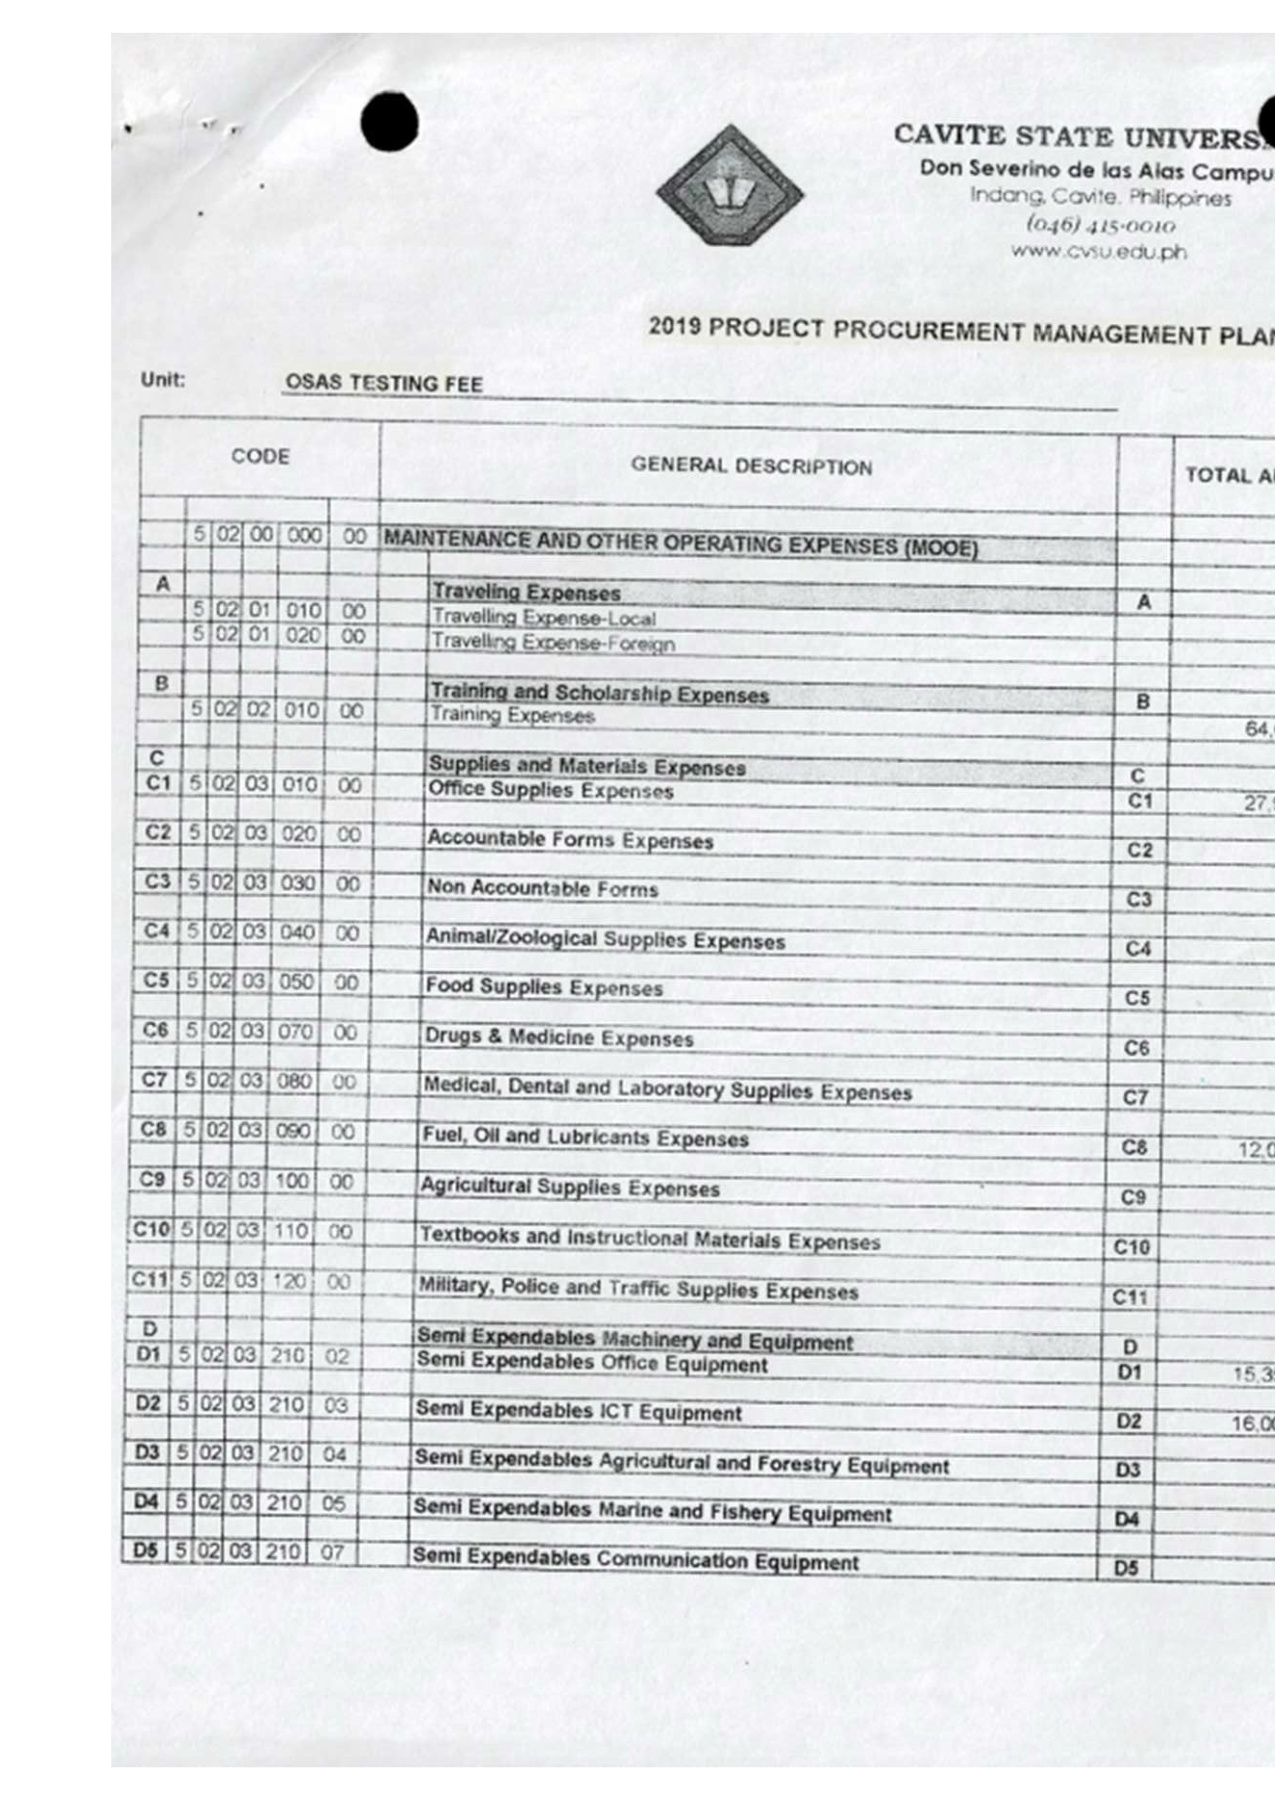 CAVITE STATE UNIVERS
Don Severino de las Alas Campu
Indang, Cavite. Philippines
(046) 415-0010
www.cvsu.edu.ph
2019 PROJECT PROCUREMENT MANAGEMENT PLAN
Unit: OSAS TESTING FEE
CODE GENERAL DESCRIPTION TOTAL A
5 02 00 000 00 MAINTENANCE AND OTHER OPERATING EXPENSES (MOOE)
A Traveling Expenses A
5 02 01 010 00 Travelling Expense-Local
5 02 01 020 00 Travelling Expense-Foreign
B Training and Scholarship Expenses B
5 02 02 010 00 Training Expenses 64,
C Supplies and Materials Expenses C
C1 5 02 03 010 00 Office Supplies Expenses C1 27,
C2 5 02 03 020 00 Accountable Forms Expenses C2
C3 5 02 03 030 00 Non Accountable Forms C3
C4 5 02 03 040 00 Animal/Zoological Supplies Expenses C4
C5 5 02 03 050 00 Food Supplies Expenses C5
C6 5 02 03 070 00 Drugs & Medicine Expenses C6
C7 5 02 03 080 00 Medical, Dental and Laboratory Supplies Expenses C7
C8 5 02 03 090 00 Fuel, Oil and Lubricants Expenses C8 12,0
C9 5 02 03 100 00 Agricultural Supplies Expenses C9
C10 5 02 03 110 00 Textbooks and Instructional Materials Expenses C10
C11 5 02 03 120 00 Military, Police and Traffic Supplies Expenses C11
D Semi Expendables Machinery and Equipment D
D1 5 02 03 210 02 Semi Expendables Office Equipment D1 15,3
D2 5 02 03 210 03 Semi Expendables ICT Equipment D2 16,00
D3 5 02 03 210 04 Semi Expendables Agricultural and Forestry Equipment D3
D4 5 02 03 210 05 Semi Expendables Marine and Fishery Equipment D4
D5 5 02 03 210 07 Semi Expendables Communication Equipment D5